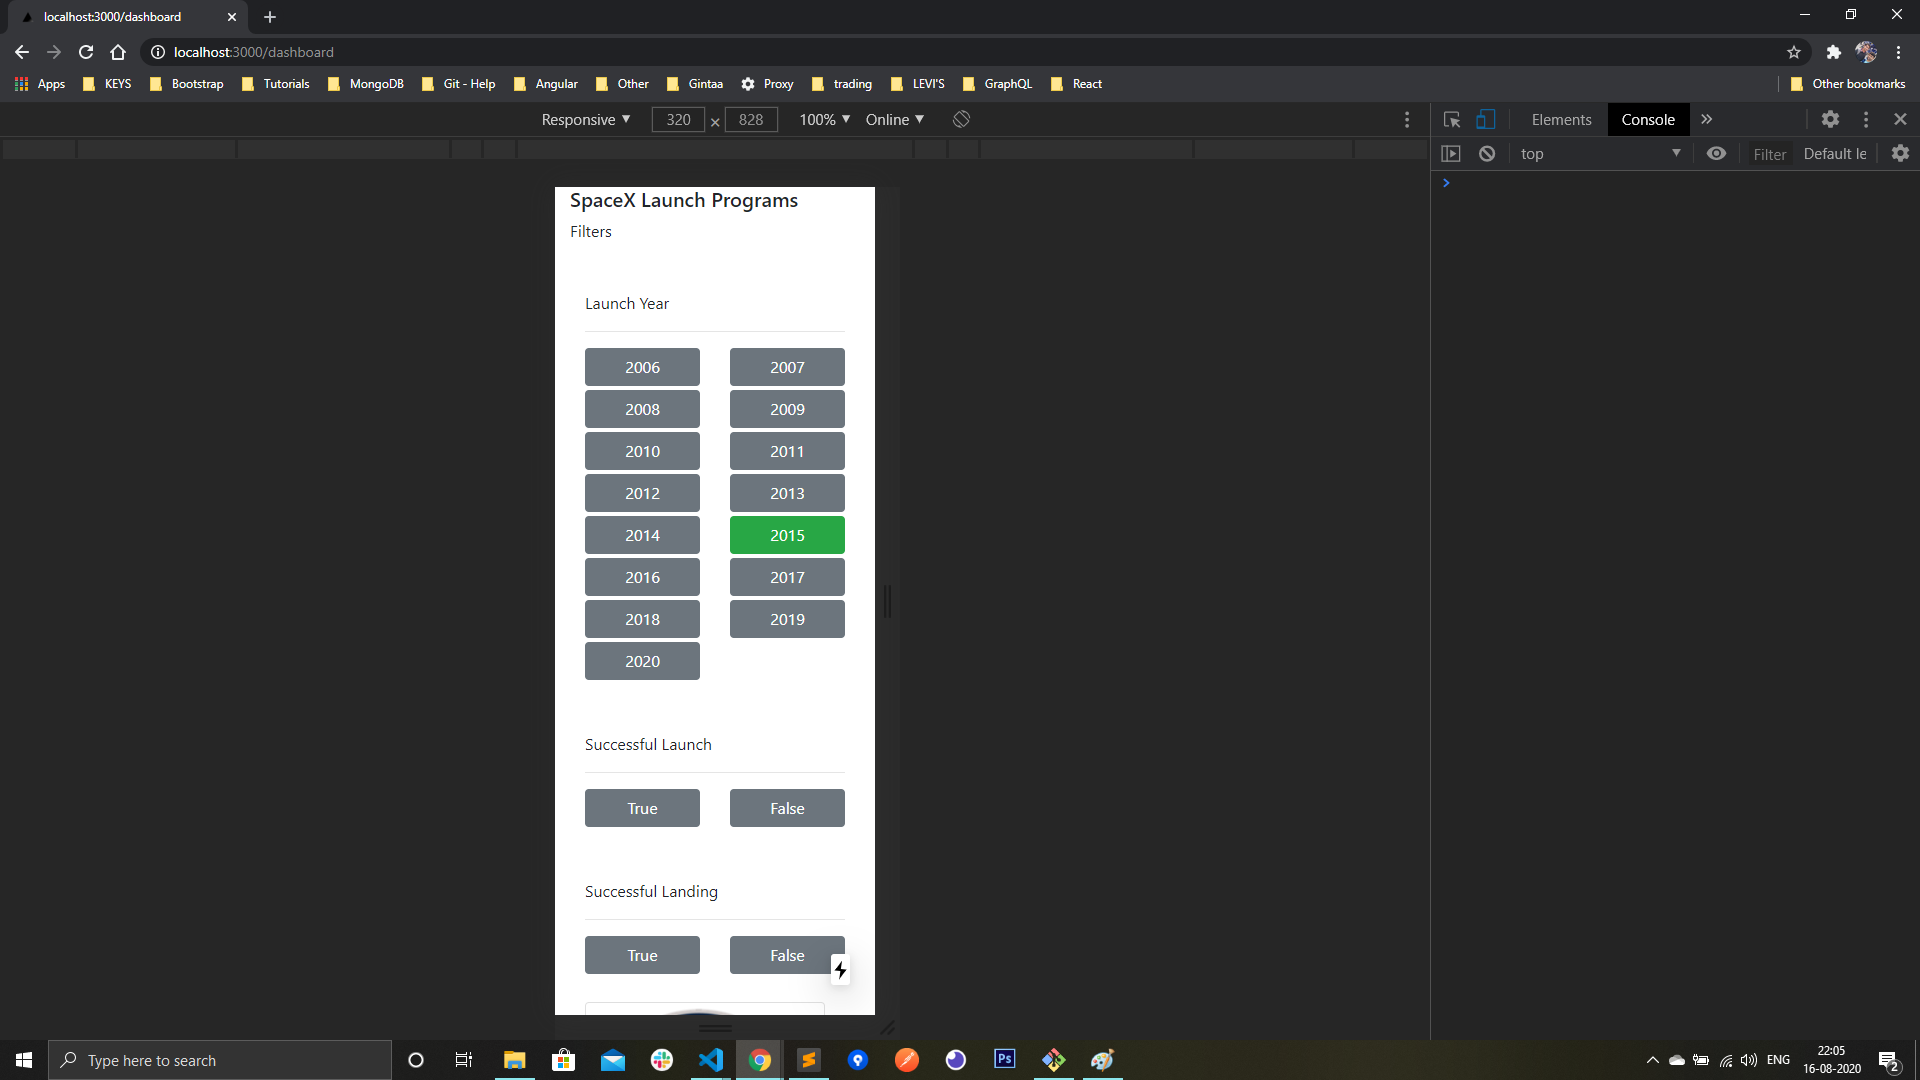 localhost:3000/dashboard
localhost:3000/dashboard
Apps KEYS Bootstrap Tutorials MongoDB Git - Help Angular Other Gintaa Proxy trading LEVI'S GraphQL React Other bookmarks
Responsive 320 × 828 100% Online
Elements Console
top Filter Default le
SpaceX Launch Programs
Filters
Launch Year
2006 2007
2008 2009
2010 2011
2012 2013
2014 2015
2016 2017
2018 2019
2020
Successful Launch
True False
Successful Landing
True False
Type here to search
Ps
ENG
22:05
16-08-2020
2